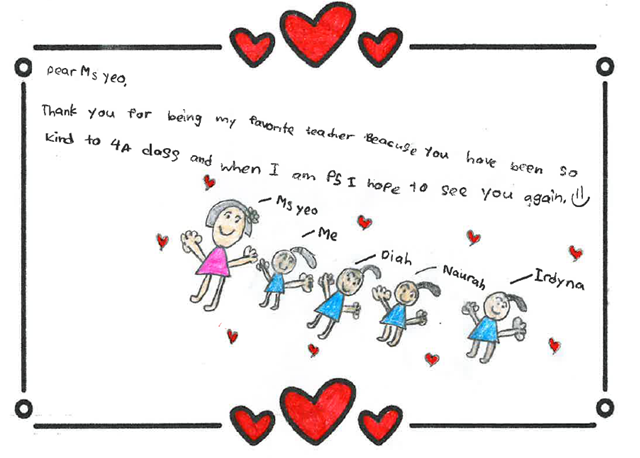 Dear Ms yeo,
Thank you for being my favorite teacher Beacuse You have been so
kind to 4A class and when I am P5 I hope to see you again.
Ms yeo
Me
Diah
Naurah
Irdyna